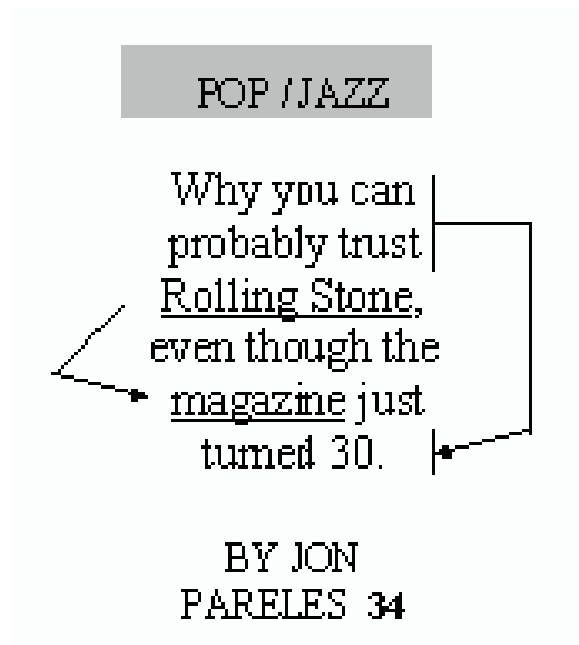 POP / JAZZ
Why you can
probably trust
Rolling Stone,
even though the
magazine just
turned 30.
BY JON
PARELES 34